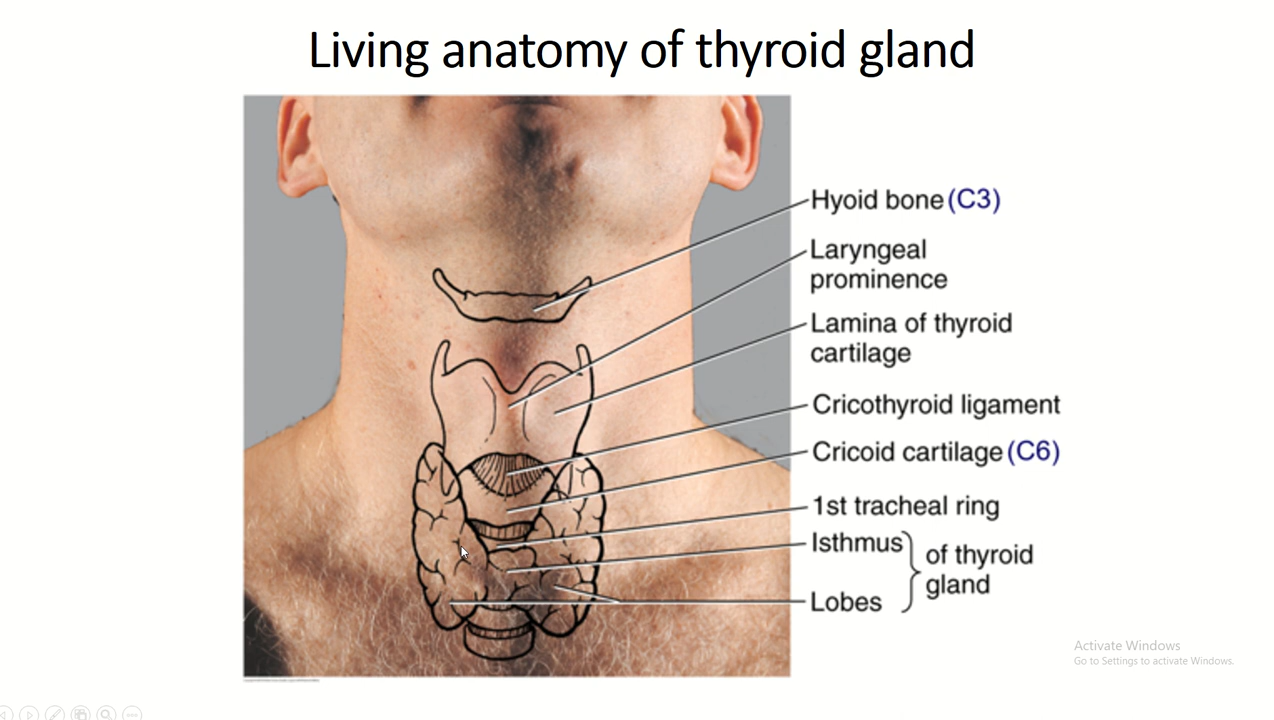 Living anatomy of thyroid gland
Hyoid bone (C3)
Laryngeal
prominence
Lamina of thyroid
cartilage
Cricothyroid ligament
Cricoid cartilage (C6)
1st tracheal ring
Isthmus
of thyroid
gland
Lobes
Activate Windows
Go to Settings to activate Windows.